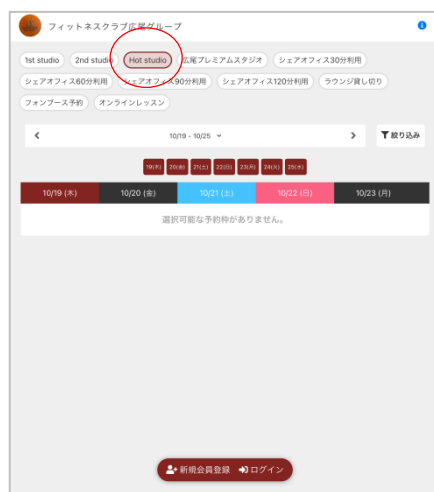 フィットネスクラブ広尾グループ
1st studio 2nd studio Hot studio 広尾プレミアムスタジオ シェアオフィス30分利用
シェアオフィス60分利用 シェアオフィス90分利用 シェアオフィス120分利用 ラウンジ貸し切り
フォンブース予約 オンラインレッスン
10/19 - 10/25 絞り込み
19(木) 20(金) 21(土) 22(日) 23(月) 24(火) 25(水)
10/19 (木) 10/20 (金) 10/21 (土) 10/22 (日) 10/23 (月)
選択可能な予約枠がありません。
新規会員登録 ログイン